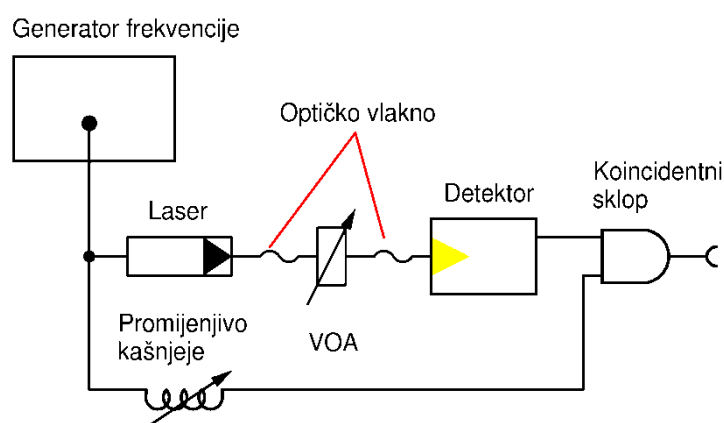 Generator frekvencije
Optičko vlakno
Koincidentni
sklop
Detektor
Laser
Promijenjivo
kašnjeje
VOA